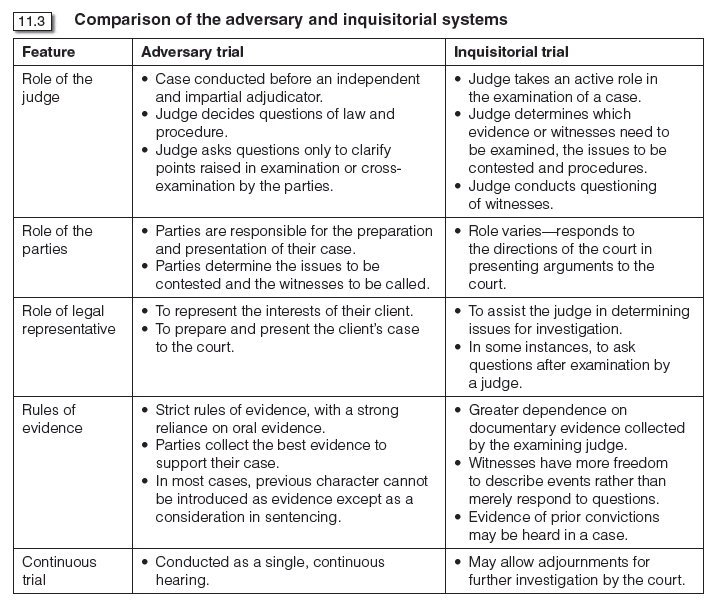 11.3 Comparison of the adversary and inquisitorial systems
Feature
Adversary trial
Inquisitorial trial
Role of the
judge
• Case conducted before an independent
and impartial adjudicator.
• Judge decides questions of law and
procedure.
• Judge asks questions only to clarify
points raised in examination or cross-
examination by the parties.
• Judge takes an active role in
the examination of a case.
• Judge determines which
evidence or witnesses need to
be examined, the issues to be
contested and procedures.
• Judge conducts questioning
of witnesses.
Role of the
parties
• Parties are responsible for the preparation
and presentation of their case.
• Parties determine the issues to be
contested and the witnesses to be called.
• Role varies—responds to
the directions of the court in
presenting arguments to the
court.
Role of legal
representative
• To represent the interests of their client.
• To prepare and present the client's case
to the court.
• To assist the judge in determining
issues for investigation.
• In some instances, to ask
questions after examination by
a judge.
Rules of
evidence
• Strict rules of evidence, with a strong
reliance on oral evidence.
• Parties collect the best evidence to
support their case.
• In most cases, previous character cannot
be introduced as evidence except as a
consideration in sentencing.
• Greater dependence on
documentary evidence collected
by the examining judge.
• Witnesses have more freedom
to describe events rather than
merely respond to questions.
• Evidence of prior convictions
may be heard in a case.
Continuous
trial
• Conducted as a single, continuous
hearing.
• May allow adjournments for
further investigation by the court.